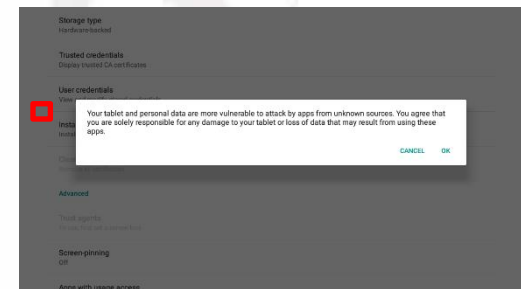 Storage type
Hardware-backed
Trusted credentials
Display trusted CA certificates
User credentials
Your tablet and personal data are more vulnerable to attack by apps from unknown sources. You agree that
you are solely responsible for any damage to your tablet or loss of data that may result from using these
apps.
CANCEL OK
Advanced
Trust agents
Screen pinning
Off
Apps with usage access